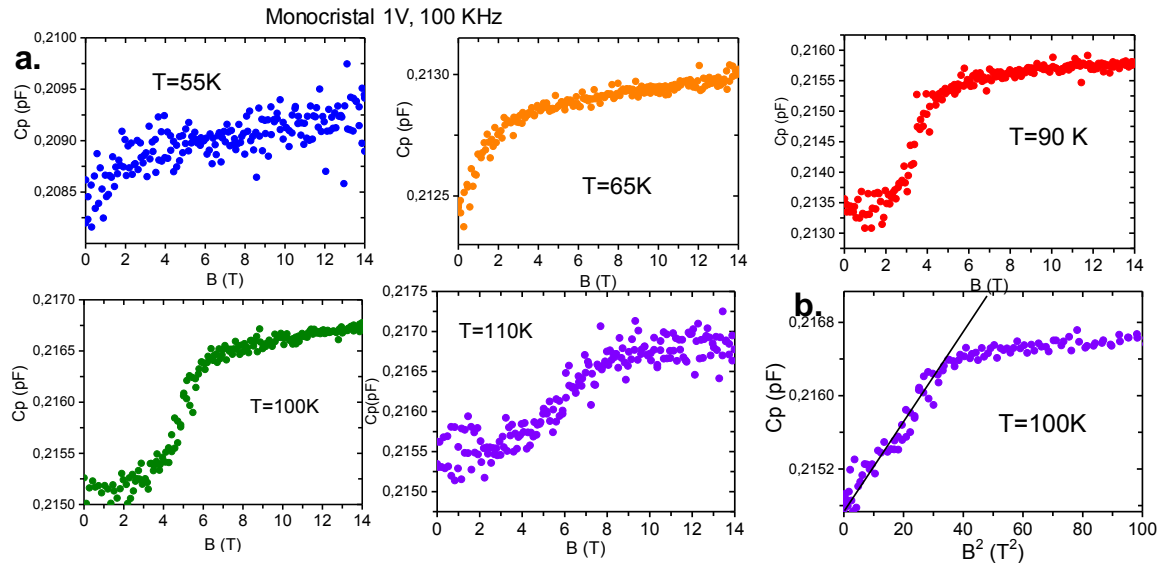 Monocristal 1V, 100 KHz
a.
0,2100
0,2095
0,2090
0,2085
Cp (pF)
T=55K
0 2 4 6 8 10 12 14
B (T)
0,2130
0,2125
Cp (pF)
T=65K
0 2 4 6 8 10 12 14
B (T)
0,2160
0,2155
0,2150
0,2145
0,2140
0,2135
0,2130
Cp (pF)
T=90 K
0 2 4 6 8 10 12 14
B (T)
0,2170
0,2165
0,2160
0,2155
0,2150
Cp (pF)
T=100K
0 2 4 6 8 10 12 14
B (T)
0,2175
0,2170
0,2165
0,2160
0,2155
0,2150
Cp(pF)
T=110K
0 2 4 6 8 10 12 14
B (T)
b.
0,2168
0,2160
0,2152
Cp (pF)
T=100K
0 20 40 60 80 100
B² (T²)